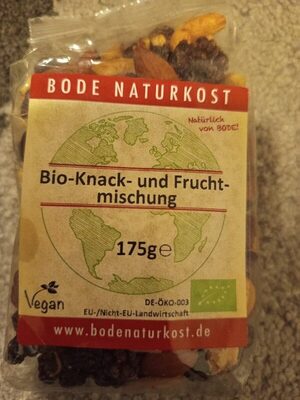 BODE NATURKOST
Natürlich
von BODE!
Bio-Knack- und Frucht-
mischung
175g ℮
Vegan
DE-ÖKO-003
EU-/Nicht-EU-Landwirtschaft
www.bodenaturkost.de